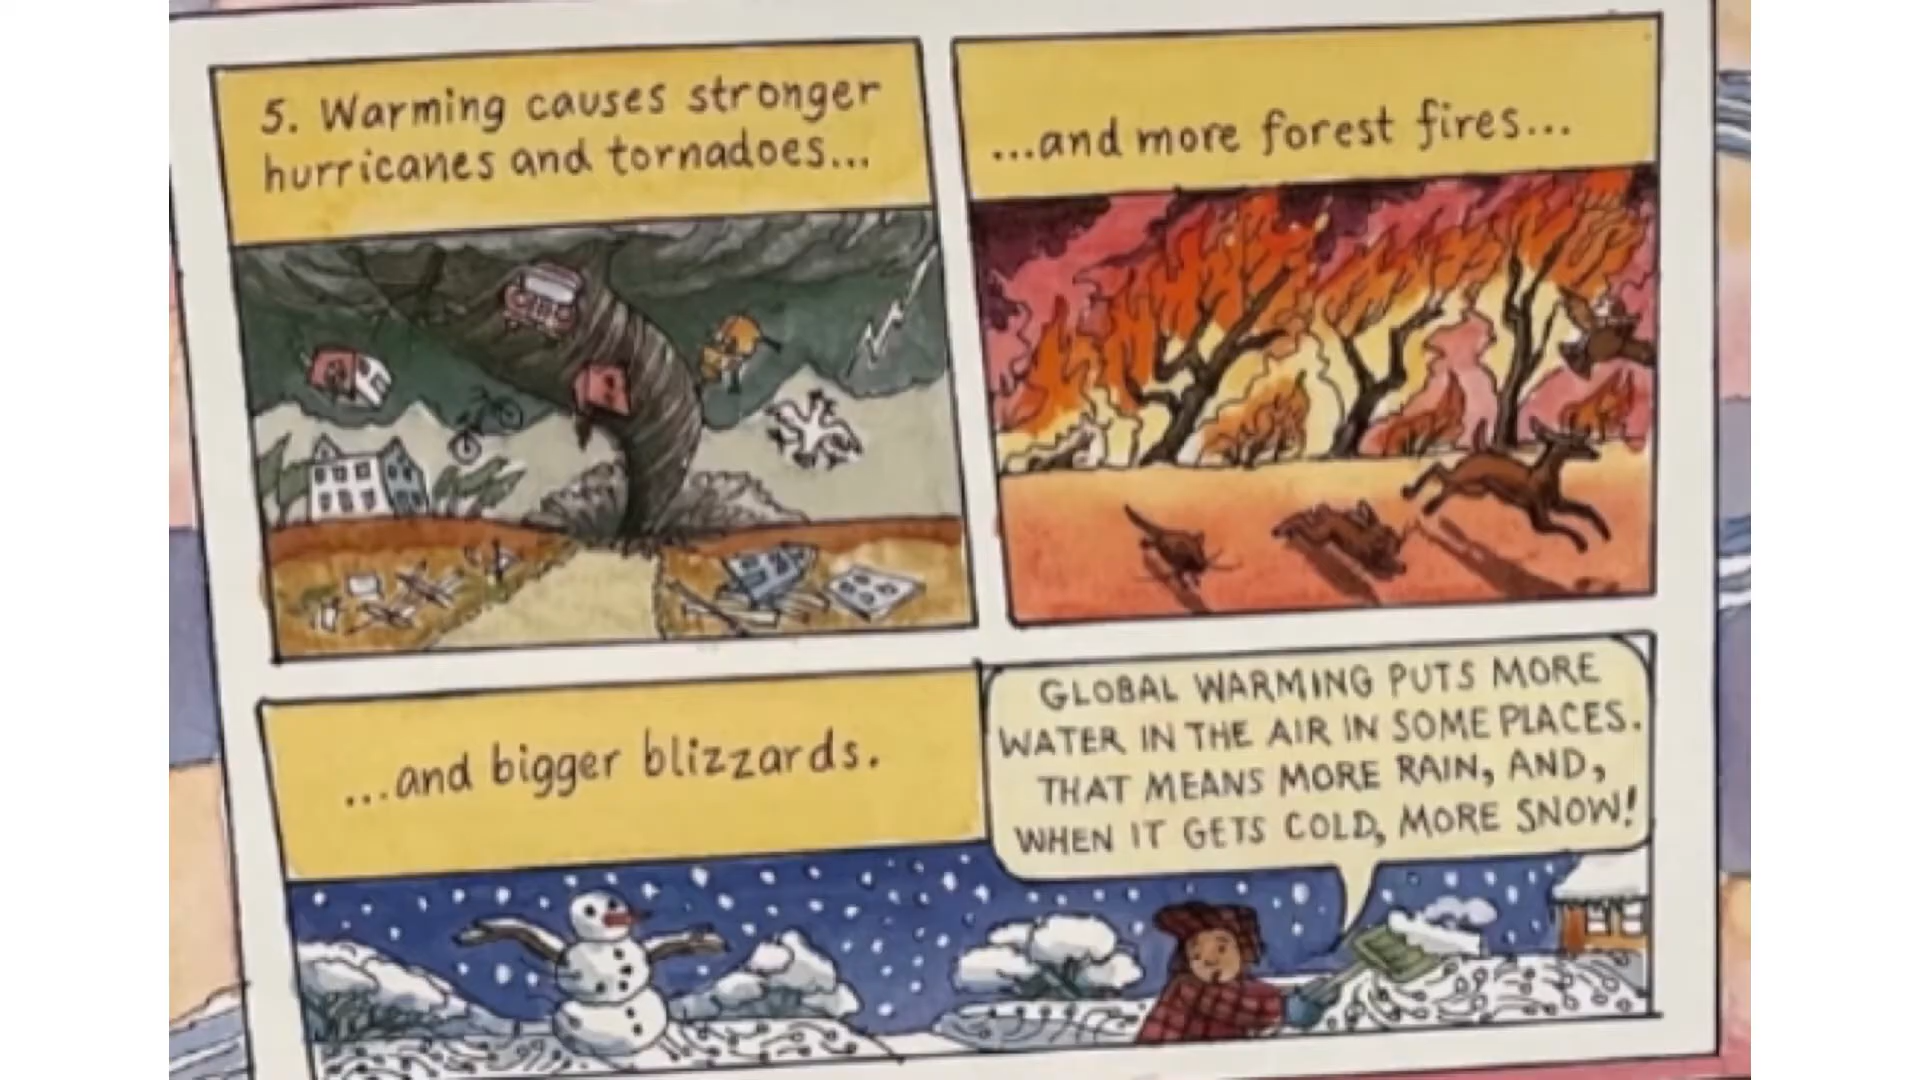 5. Warming causes stronger
hurricanes and tornadoes...
...and more forest fires...
...and bigger blizzards.
GLOBAL WARMING PUTS MORE
WATER IN THE AIR IN SOME PLACES.
THAT MEANS MORE RAIN, AND,
WHEN IT GETS COLD, MORE SNOW!